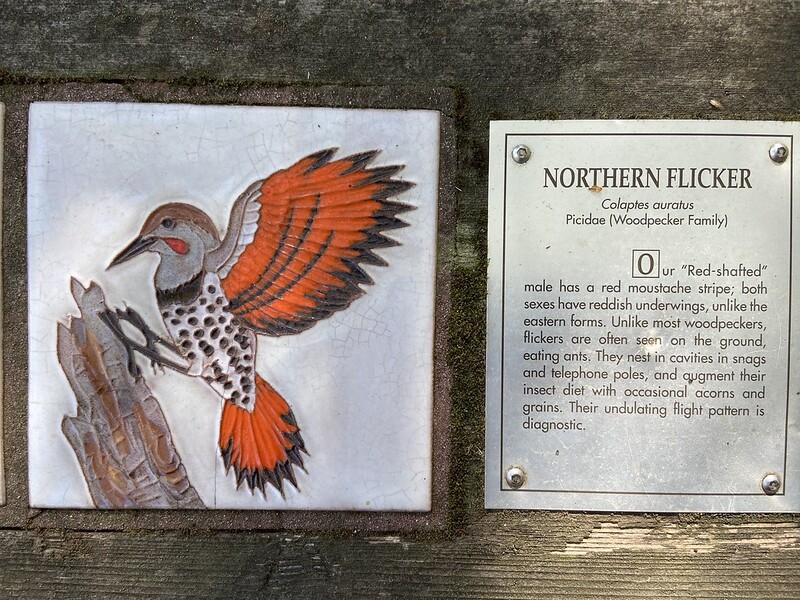 NORTHERN FLICKER
Colaptes auratus
Picidae (Woodpecker Family)
Our “Red-shafted”
male has a red moustache stripe; both
sexes have reddish underwings, unlike the
eastern forms. Unlike most woodpeckers,
flickers are often seen on the ground,
eating ants. They nest in cavities in snags
and telephone poles, and augment their
insect diet with occasional acorns and
grains. Their undulating flight pattern is
diagnostic.